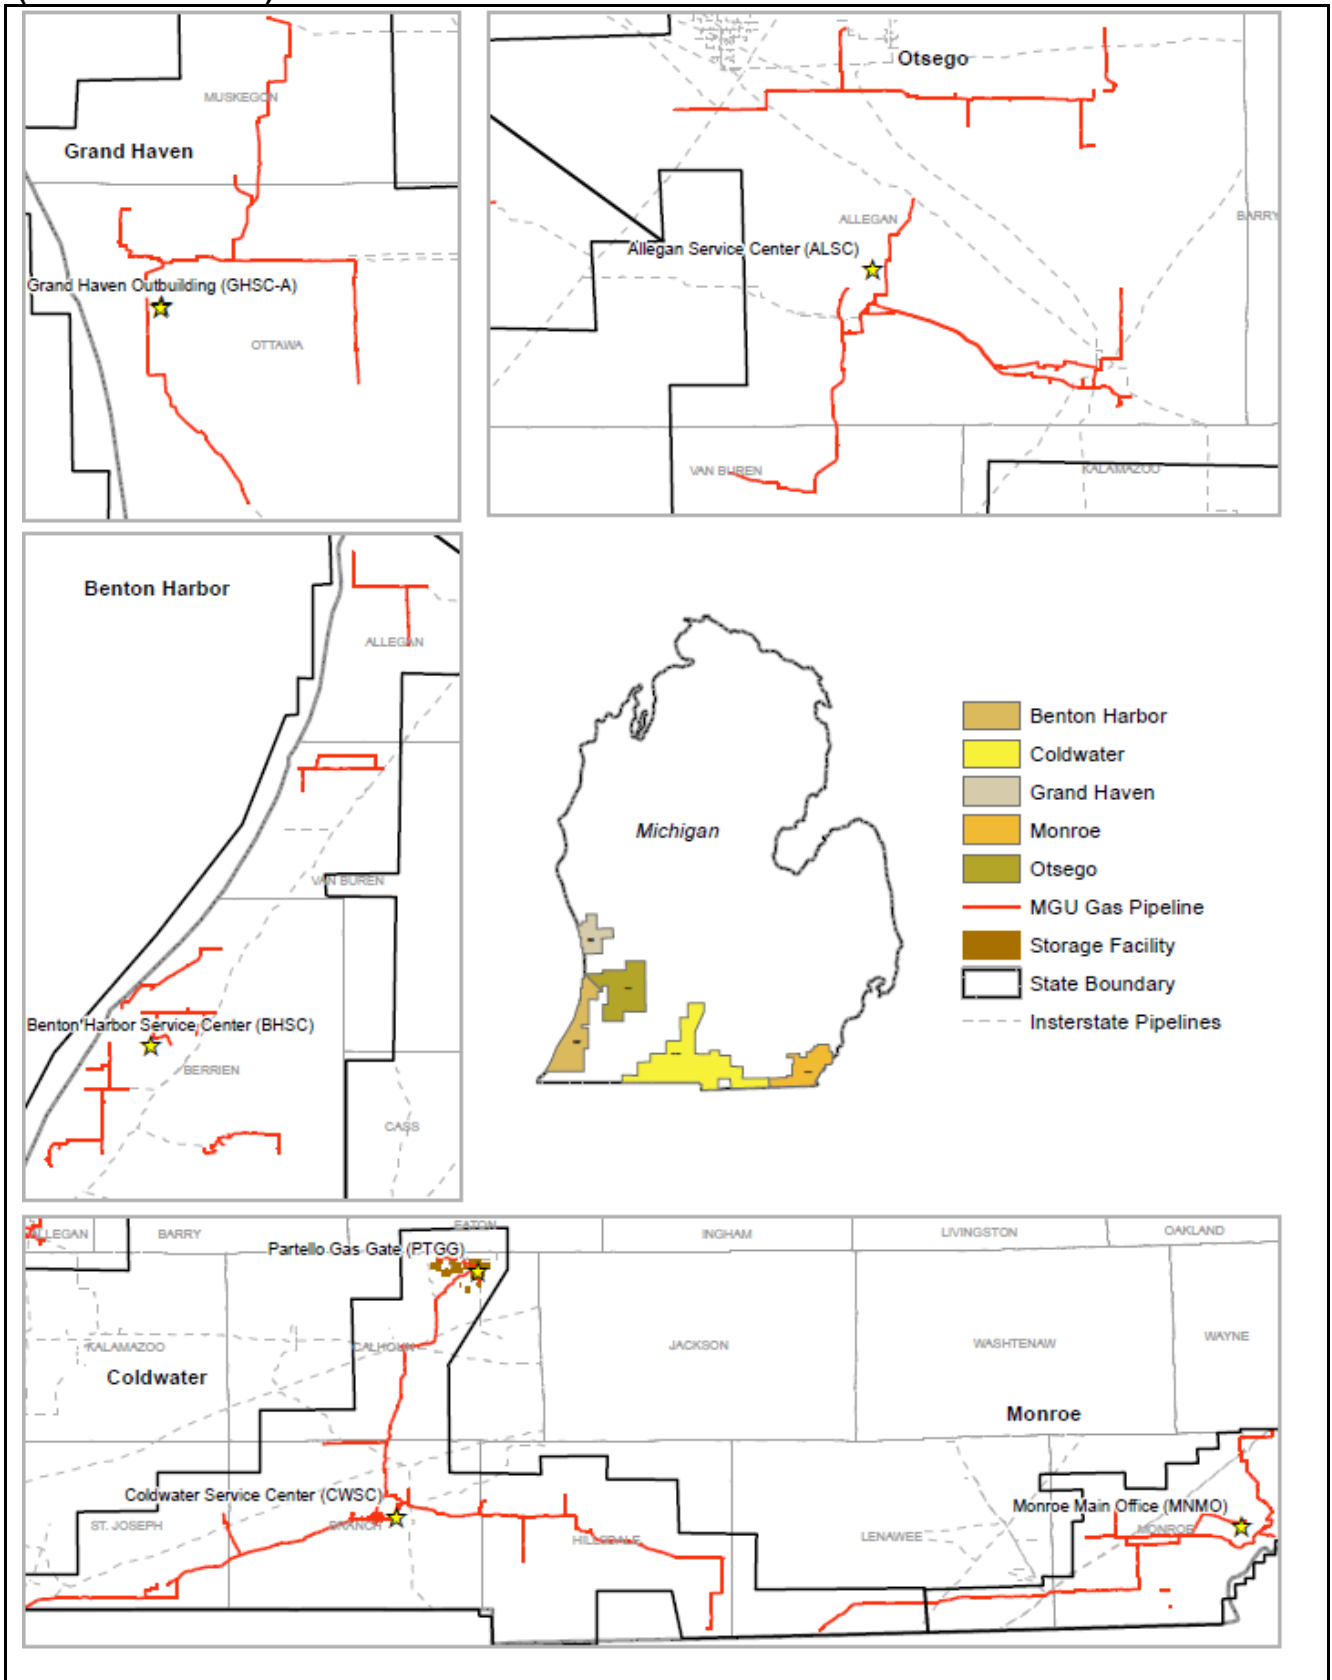 MUSKEGON
Grand Haven
Grand Haven Outbuilding (GHSC-A)
OTTAWA
Otsego
ALLEGAN
BARRY
Allegan Service Center (ALSC)
VAN BUREN
KALAMAZOO
Benton Harbor
ALLEGAN
VAN BUREN
Benton Harbor Service Center (BHSC)
BERRIEN
CASS
Michigan
Benton Harbor
Coldwater
Grand Haven
Monroe
Otsego
MGU Gas Pipeline
Storage Facility
State Boundary
Insterstate Pipelines
ALLEGAN
BARRY
EATON
INGHAM
LIVINGSTON
OAKLAND
Partello Gas Gate (PTGG)
KALAMAZOO
CALHOUN
JACKSON
WASHTENAW
WAYNE
Coldwater
Monroe
Coldwater Service Center (CWSC)
Monroe Main Office (MNMO)
ST. JOSEPH
BRANCH
HILLSDALE
LENAWEE
MONROE